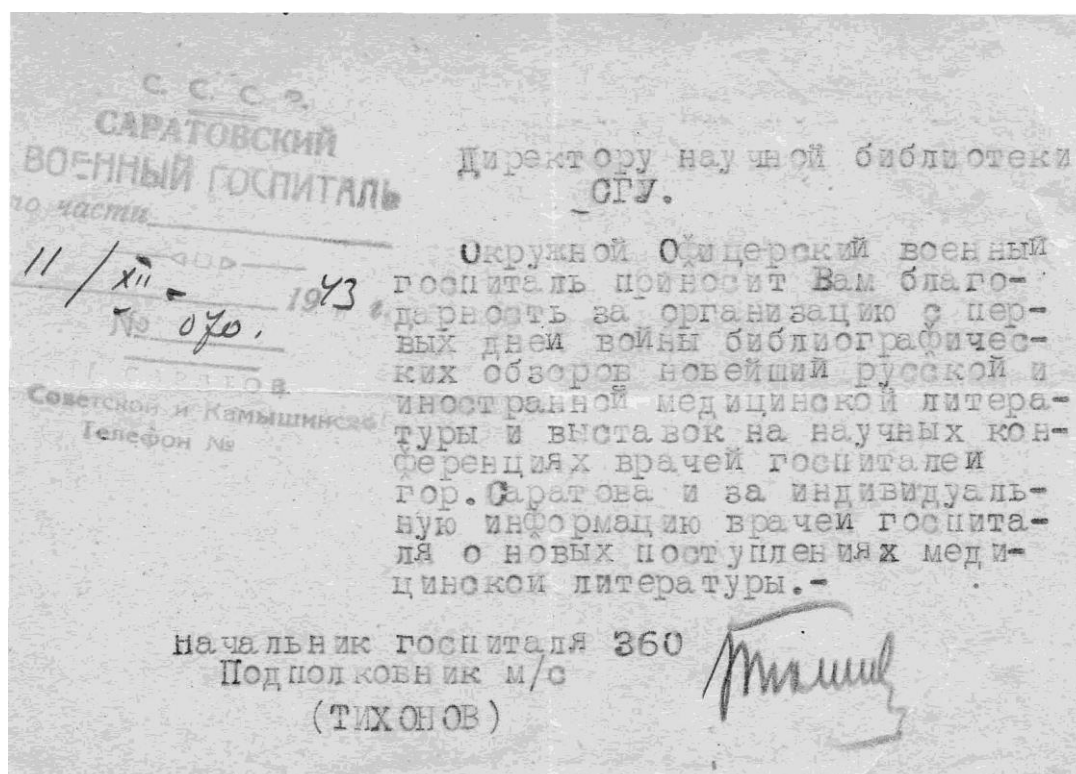 С. С. С. Р.
САРАТОВСКИЙ
ВОЕННЫЙ ГОСПИТАЛЬ
по части
11/XII - 1943 г.
№ 070.
САРАТОВ.
Советской и Камышинской
Телефон №
Директору научной библиотеки
СГУ.
Окружной Офицерский военный
госпиталь приносит Вам благо-
дарность за организацию с пер-
вых дней войны библиографичес-
ких обзоров новейший русской и
иностранной медицинской литера-
туры и выставок на научных кон-
ференциях врачей госпиталей
гор.Саратова и за индивидуаль-
ную информацию врачей госпита-
ля о новых поступлениях меди-
цинской литературы.-
начальник госпиталя 360
Подполковник м/с
(ТИХОНОВ)